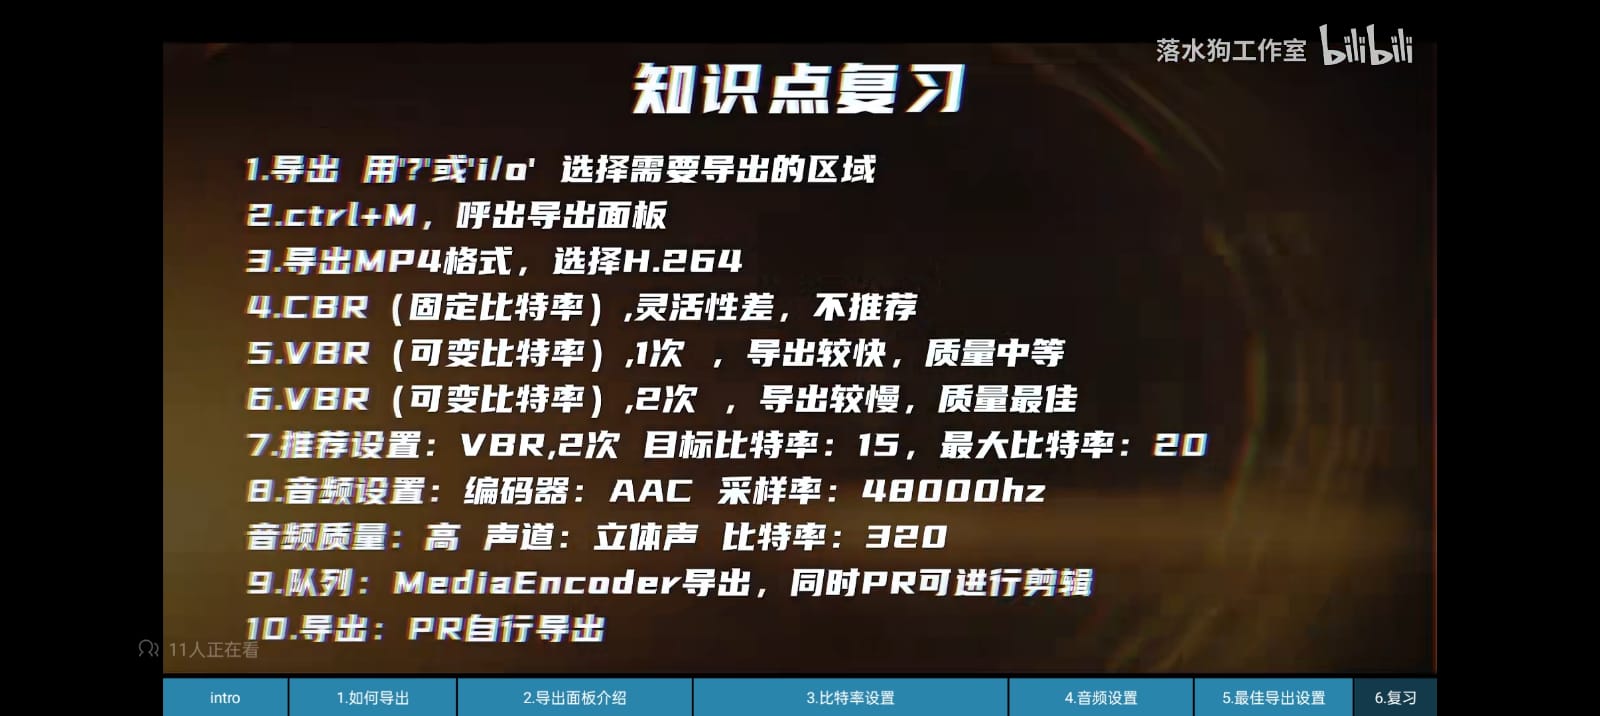 落水狗工作室 bilibili
知识点复习
1.导出 用'?'或'i/o' 选择需要导出的区域
2.ctrl+M，呼出导出面板
3.导出MP4格式，选择H.264
4.CBR（固定比特率）,灵活性差，不推荐
5.VBR（可变比特率）,1次 ，导出较快，质量中等
6.VBR（可变比特率）,2次 ，导出较慢，质量最佳
7.推荐设置：VBR,2次 目标比特率：15，最大比特率：20
8.音频设置：编码器：AAC 采样率：48000hz
音频质量：高 声道：立体声 比特率：320
9.队列：MediaEncoder导出，同时PR可进行剪辑
10.导出：PR自行导出
11人正在看
intro 1.如何导出 2.导出面板介绍 3.比特率设置 4.音频设置 5.最佳导出设置 6.复习